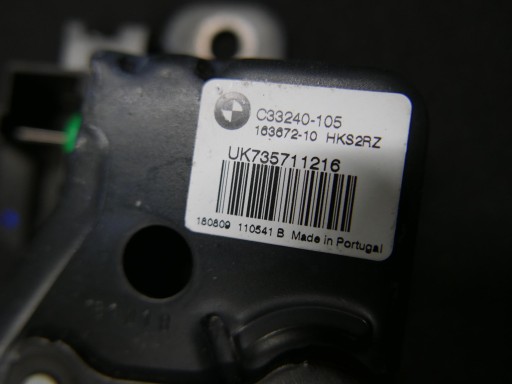 C33240-105
163672-10 HKS2RZ
UK735711216
180809 110541 B Made in Portugal